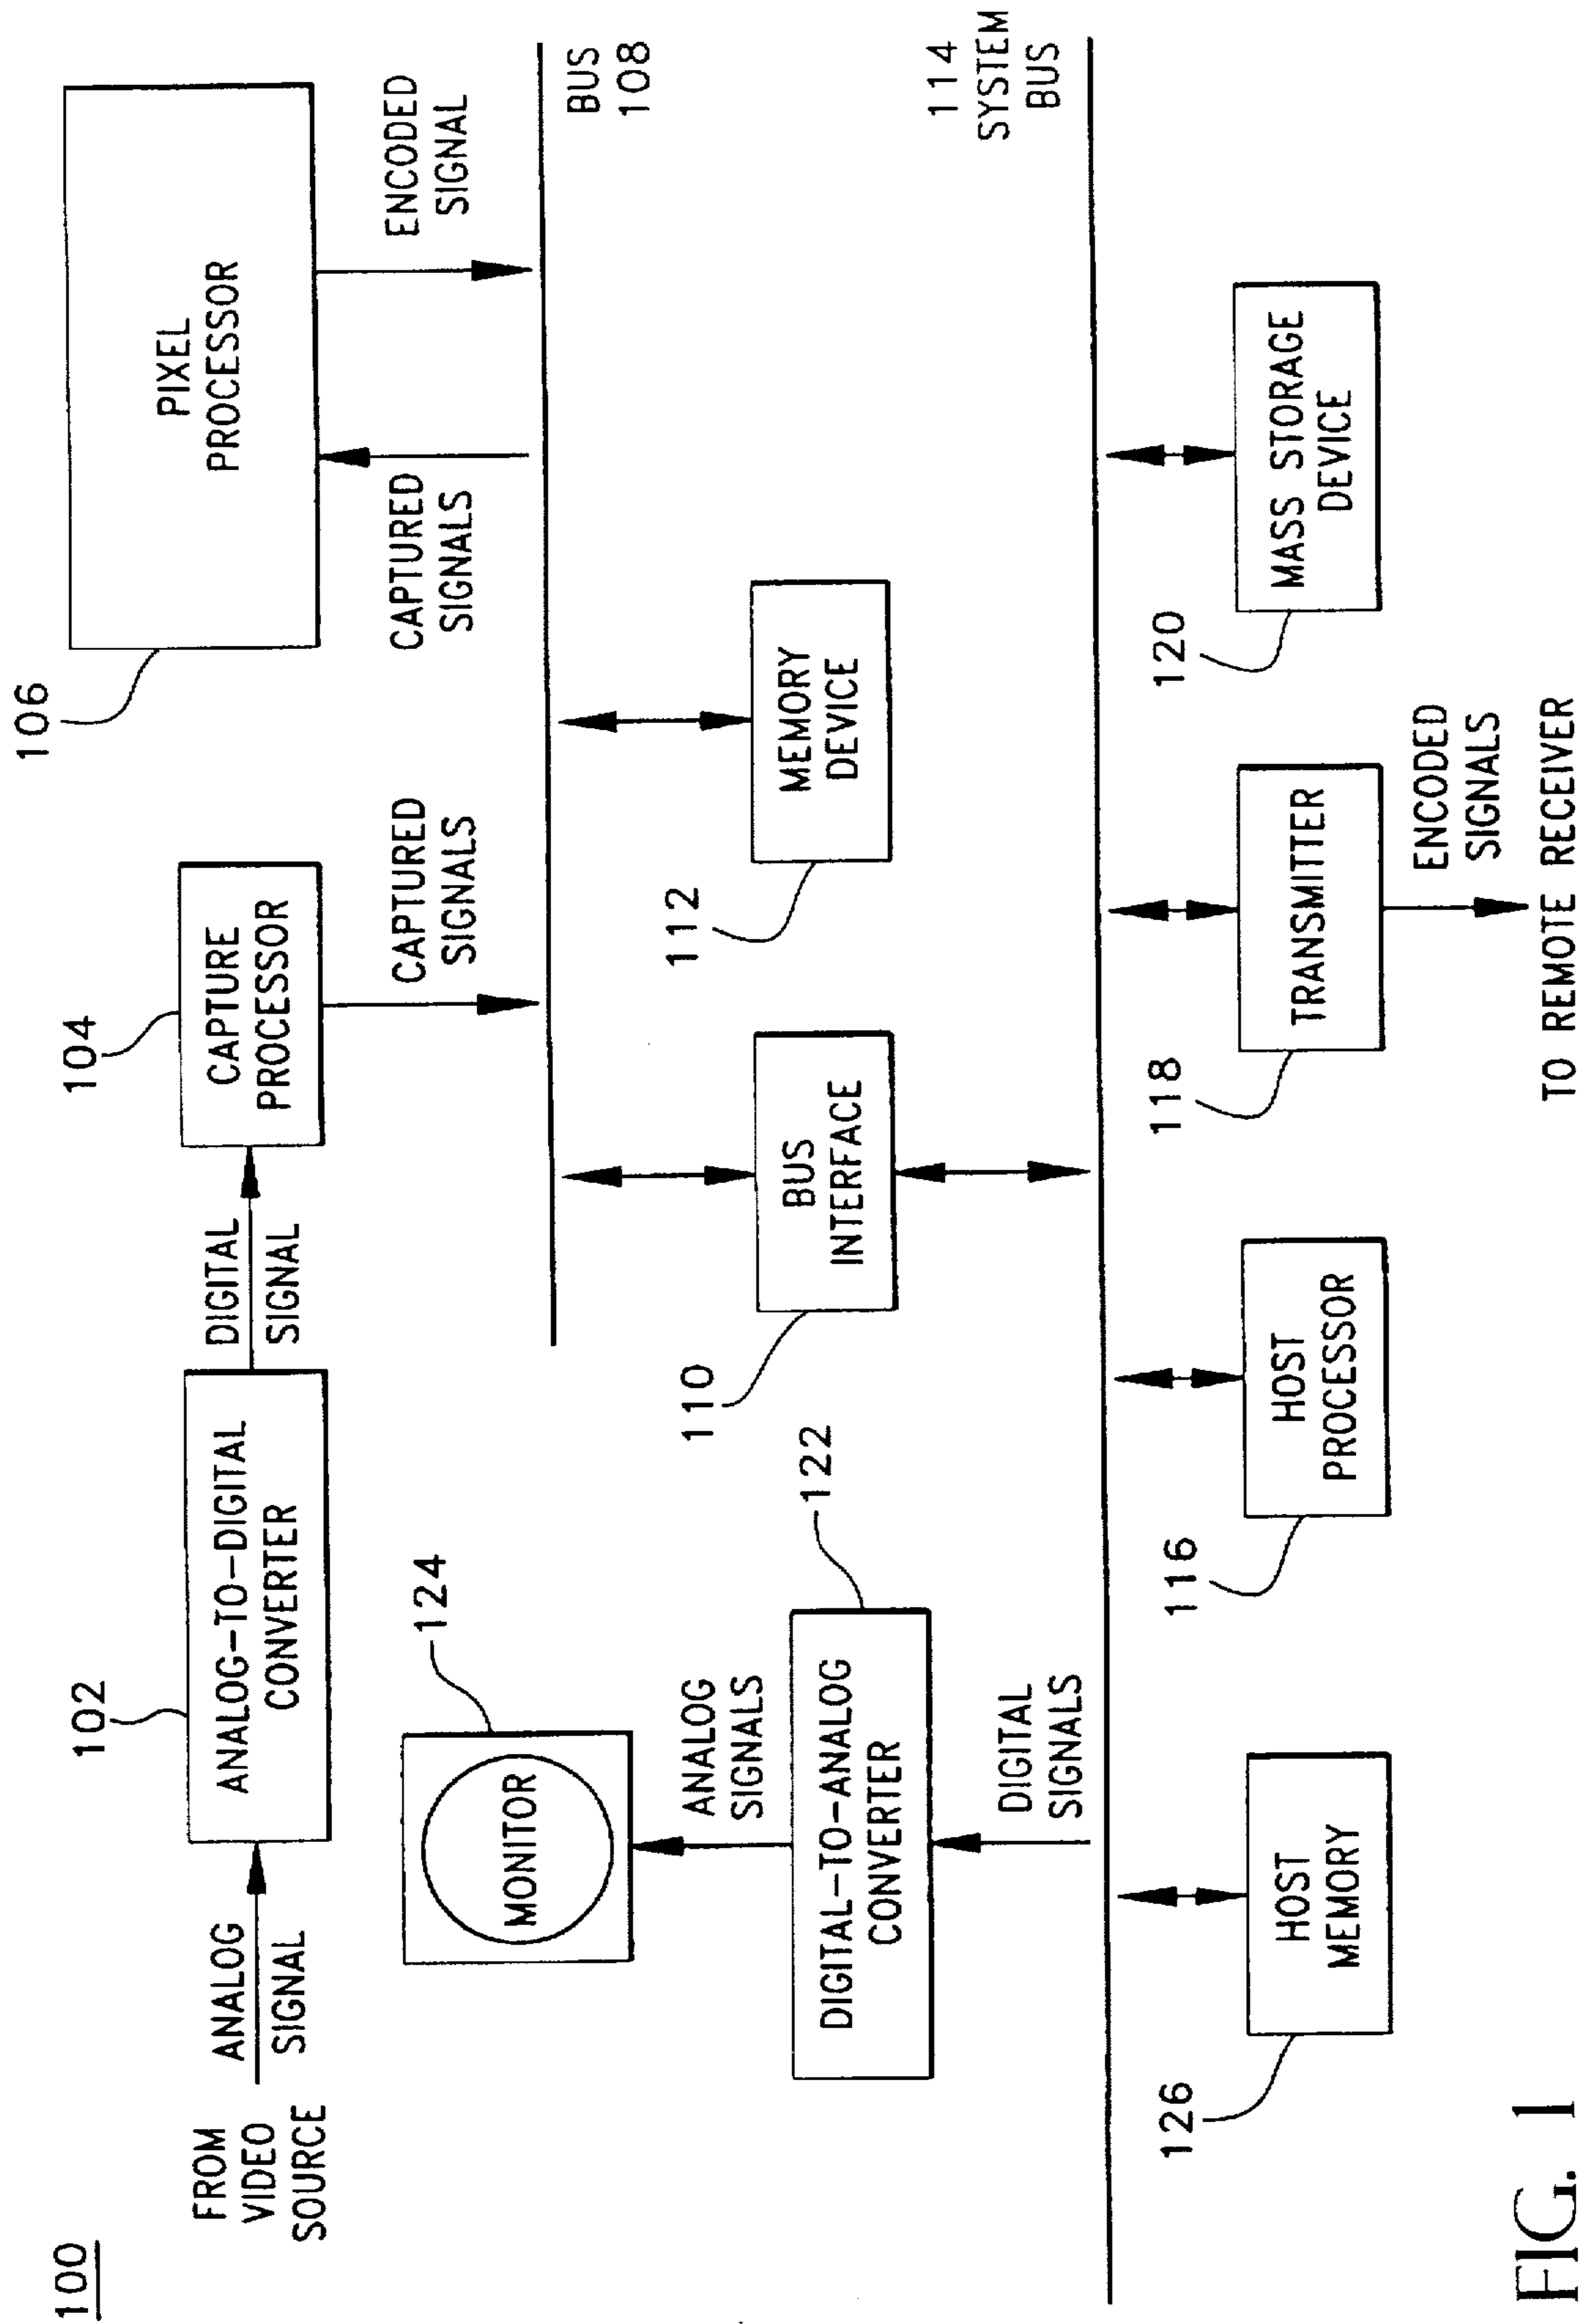 100
FROM
VIDEO
SOURCE
ANALOG
SIGNAL
102
ANALOG-TO-DIGITAL
CONVERTER
DIGITAL
SIGNAL
104
CAPTURE
PROCESSOR
CAPTURED
SIGNALS
106
PIXEL
PROCESSOR
CAPTURED
SIGNALS
ENCODED
SIGNAL
BUS
108
124
MONITOR
ANALOG
SIGNALS
122
DIGITAL-TO-ANALOG
CONVERTER
DIGITAL
SIGNALS
110
BUS
INTERFACE
112
MEMORY
DEVICE
114
SYSTEM
BUS
126
HOST
MEMORY
116
HOST
PROCESSOR
118
TRANSMITTER
ENCODED
SIGNALS
TO REMOTE RECEIVER
120
MASS STORAGE
DEVICE
FIG. 1